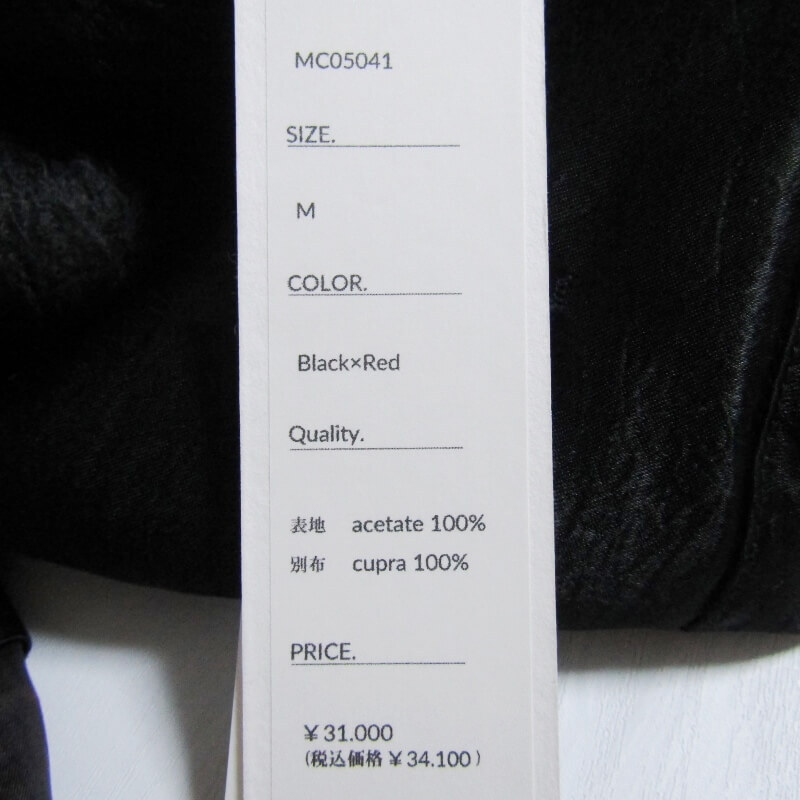 MC05041
SIZE.
M
COLOR.
Black×Red
Quality.
表地 acetate 100%
別布 cupra 100%
PRICE.
￥31.000
(税込価格￥34.100)